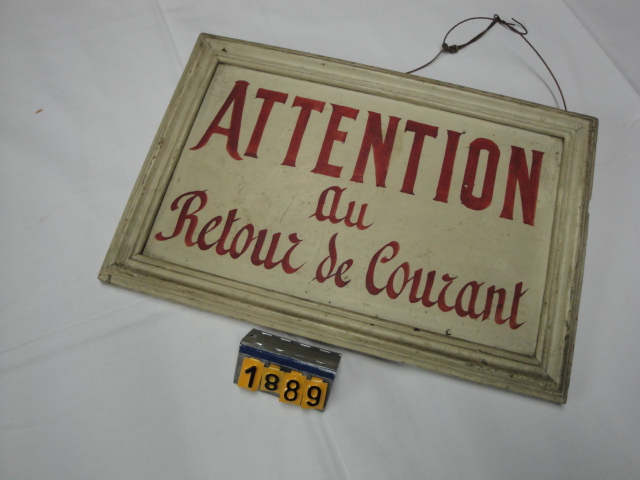 ATTENTION
au
Retour de Courant
1889